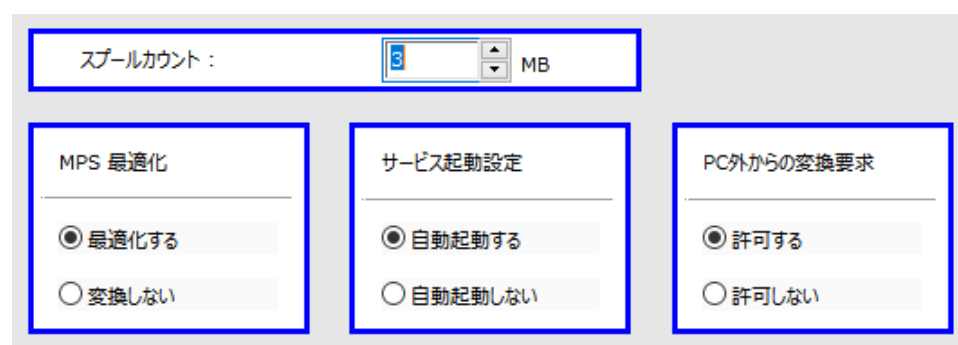 スプールカウント： 3 MB
MPS 最適化 サービス起動設定 PC外からの変換要求
最適化する 自動起動する 許可する
変換しない 自動起動しない 許可しない